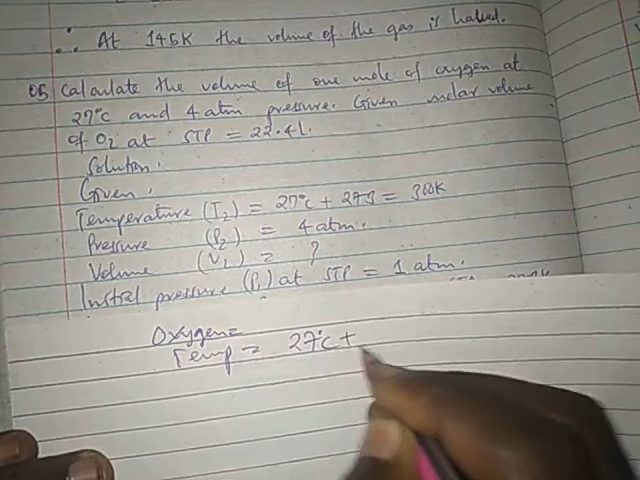 ∴ At 145K the volume of the gas is halved.
05 Calculate the volume of one mole of oxygen at
27°c and 4 atm pressure. Given molar volume
of O₂ at STP = 22.4l.
Solution.
Given,
Temperature (T₂) = 27°c + 273 = 300K
Pressure (P₂) = 4 atm.
Volume (V₁) = ?
Initial pressure (P₁) at STP = 1 atm.
Oxygen =
Temp = 27°c +